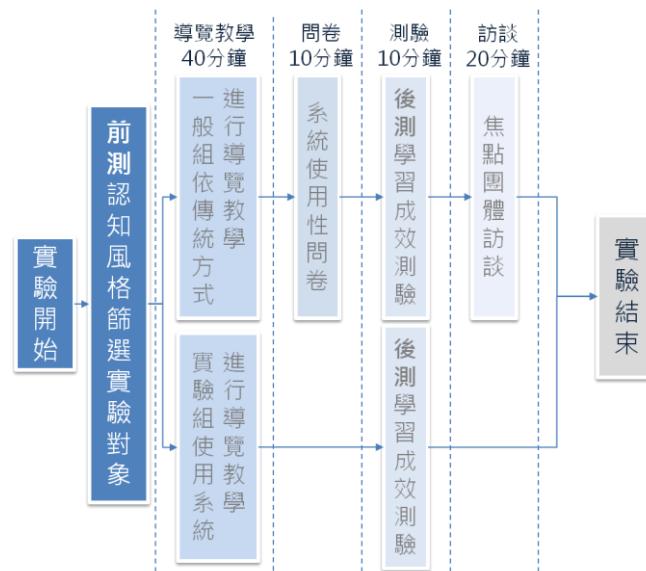 導覽教學
40分鐘
問卷
10分鐘
測驗
10分鐘
訪談
20分鐘
實驗開始
前測認知風格篩選實驗對象
進行導覽教學
一般組依傳統方式
系統使用性問卷
後測學習成效測驗
焦點團體訪談
進行導覽教學
實驗組使用系統
後測學習成效測驗
實驗結束